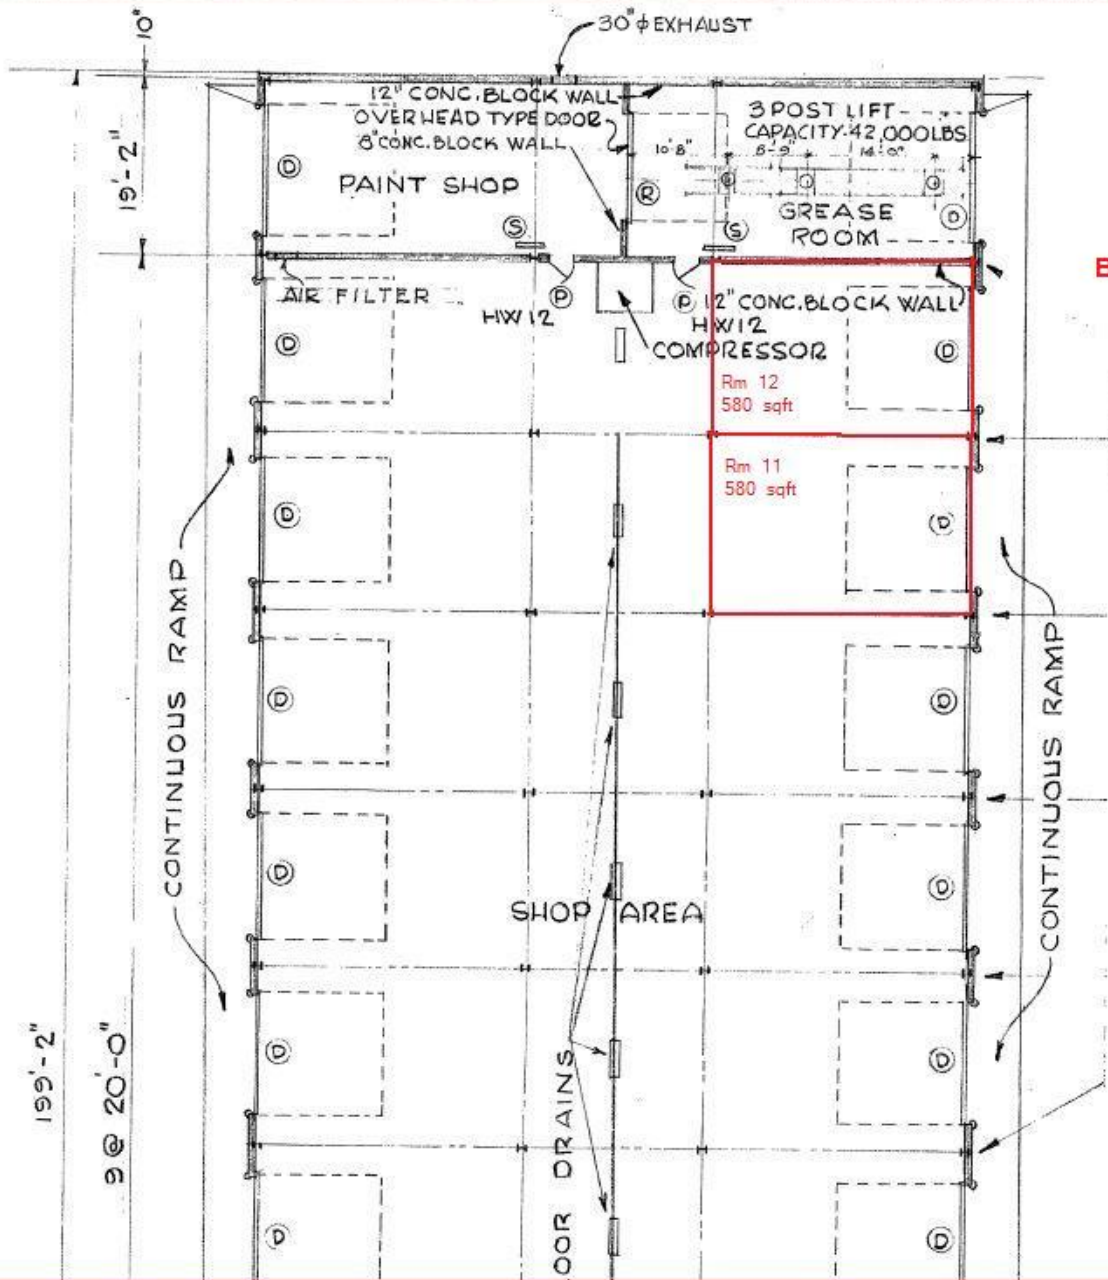 10"
30" ϕ EXHAUST
12" CONC. BLOCK WALL
OVERHEAD TYPE DOOR
8" CONC. BLOCK WALL
3 POST LIFT
CAPACITY-42,000LBS
10'-8"
19'-2"
D
PAINT SHOP
R
GREASE
ROOM
D
S
S
E
AIR FILTER
P
P
12" CONC. BLOCK WALL
HW12
HW12
COMPRESSOR
D
D
Rm 12
580 sqft
Rm 11
580 sqft
D
D
CONTINUOUS RAMP
CONTINUOUS RAMP
D
D
D
D
SHOP AREA
199'-2"
9 @ 20'-0"
D
D
OOR DRAINS
D
D